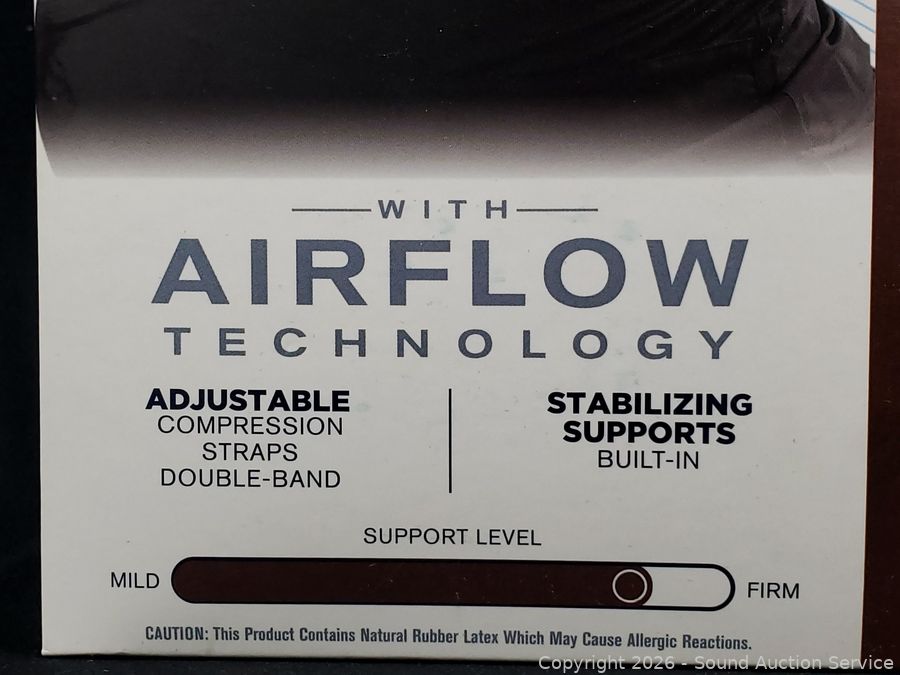 WITH
AIRFLOW
TECHNOLOGY
ADJUSTABLE
COMPRESSION
STRAPS
DOUBLE-BAND
STABILIZING
SUPPORTS
BUILT-IN
SUPPORT LEVEL
MILD
FIRM
CAUTION: This Product Contains Natural Rubber Latex Which May Cause Allergic Reactions.
Copyright 2026 - Sound Auction Service